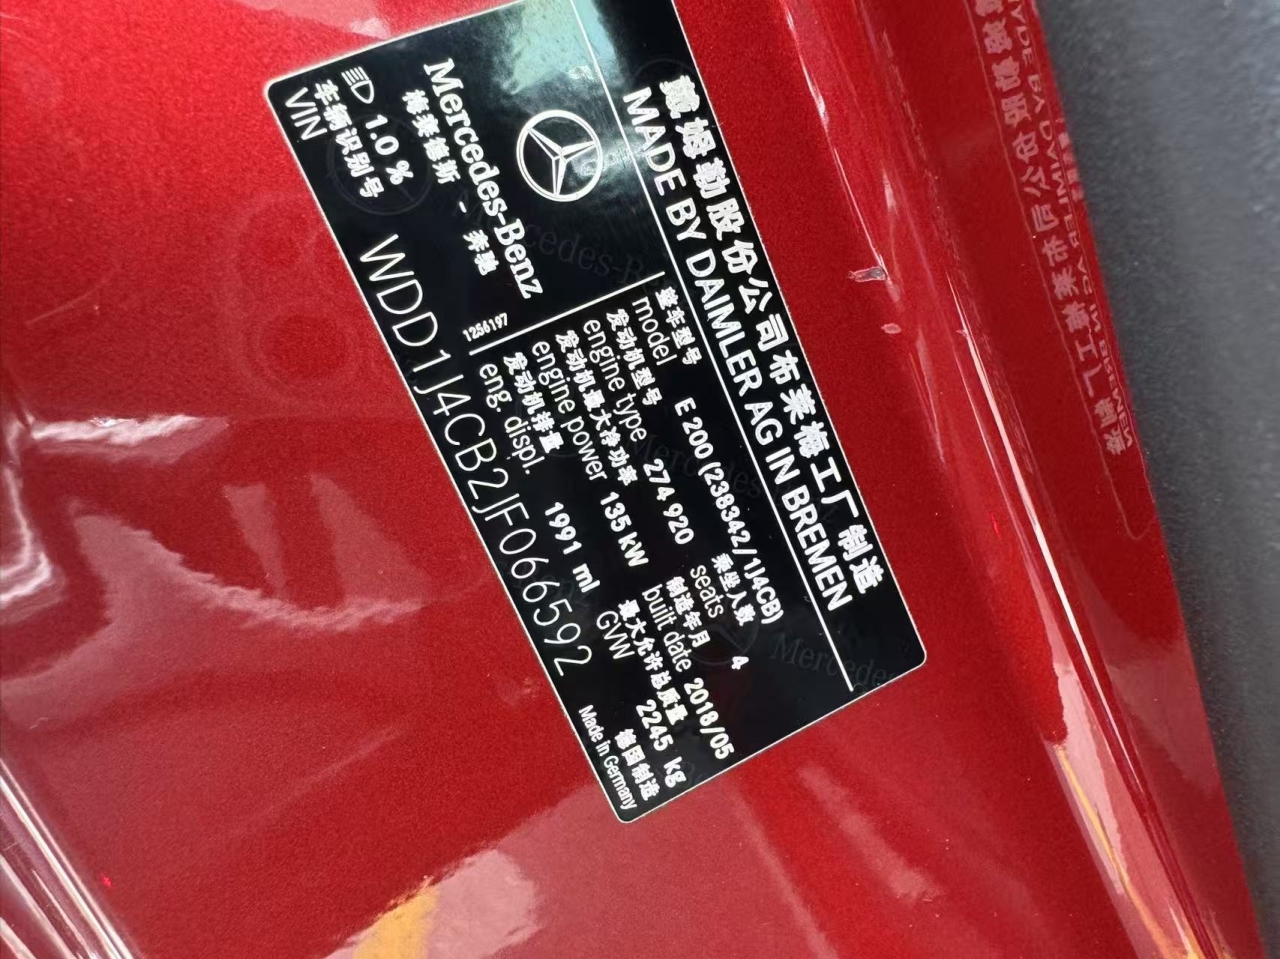 戴姆勒股份公司布莱梅工厂制造
MADE BY DAIMLER AG IN BREMEN
Mercedes-Benz
梅赛德斯 - 奔驰
整车型号
model E 200 (238342/1J4CB)
发动机型号
engine type 274 920
乘坐人数
seats 4
发动机最大净功率
engine power 135 kW
制造年月
built date 2018/05
发动机排量
eng. displ. 1991 ml
最大允许总质量
GVW 2245 kg
1256197
1.0 %
车辆识别号
VIN WDD1J4CB2JF066592
德国制造
Made in Germany